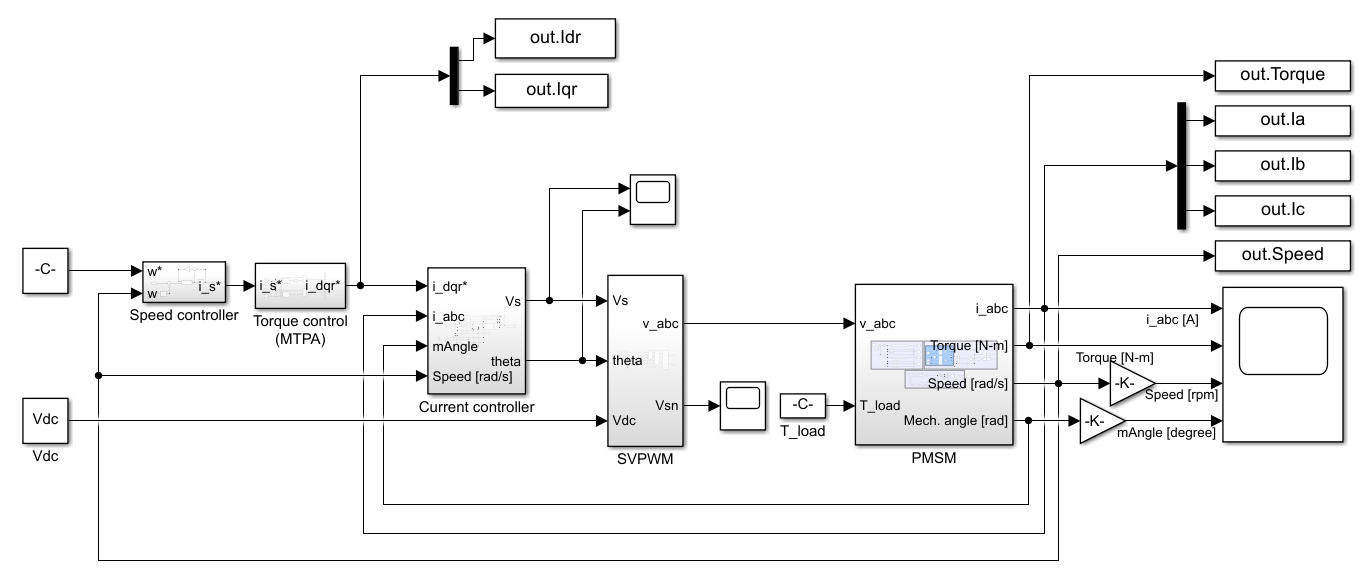 out.Idr
out.Iqr
out.Torque
out.Ia
out.Ib
out.Ic
out.Speed
-C-
w*
w
i_s*
Speed controller
i_s*
i_dqr*
Torque control
(MTPA)
i_dqr*
i_abc
mAngle
Speed [rad/s]
Vs
theta
Current controller
Vs
theta
Vdc
v_abc
Vsn
SVPWM
Vdc
Vdc
-C-
T_load
v_abc
T_load
i_abc
Torque [N-m]
Speed [rad/s]
Mech. angle [rad]
PMSM
i_abc [A]
Torque [N-m]
-K-
Speed [rpm]
-K-
mAngle [degree]